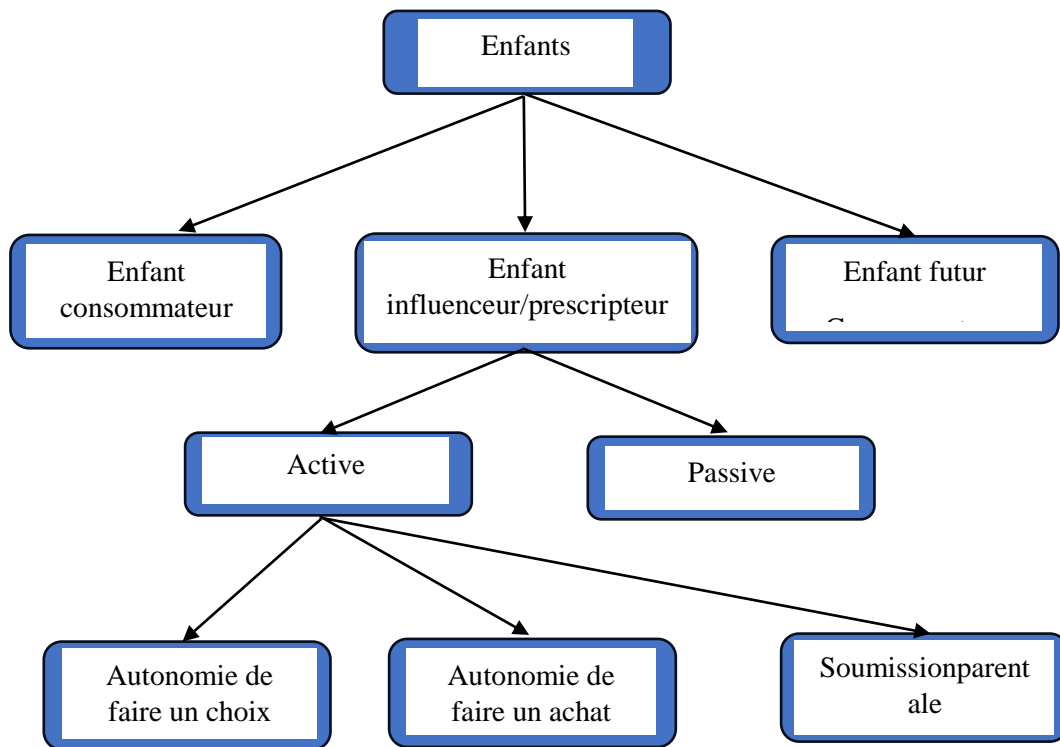 Enfants
Enfant
consommateur
Enfant
influenceur/prescripteur
Enfant futur
Active
Passive
Autonomie de
faire un choix
Autonomie de
faire un achat
Soumissionparent
ale